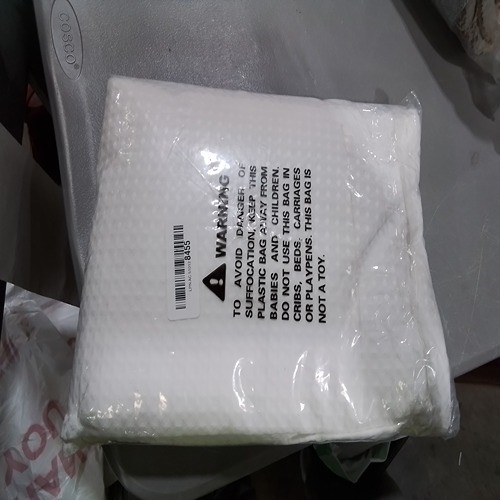 COSCO
WARNING
TO AVOID DANGER OF
SUFFOCATION, KEEP THIS
PLASTIC BAG AWAY FROM
BABIES AND CHILDREN.
DO NOT USE THIS BAG IN
CRIBS, BEDS, CARRIAGES
OR PLAYPENS. THIS BAG IS
NOT A TOY.
8455
YOU